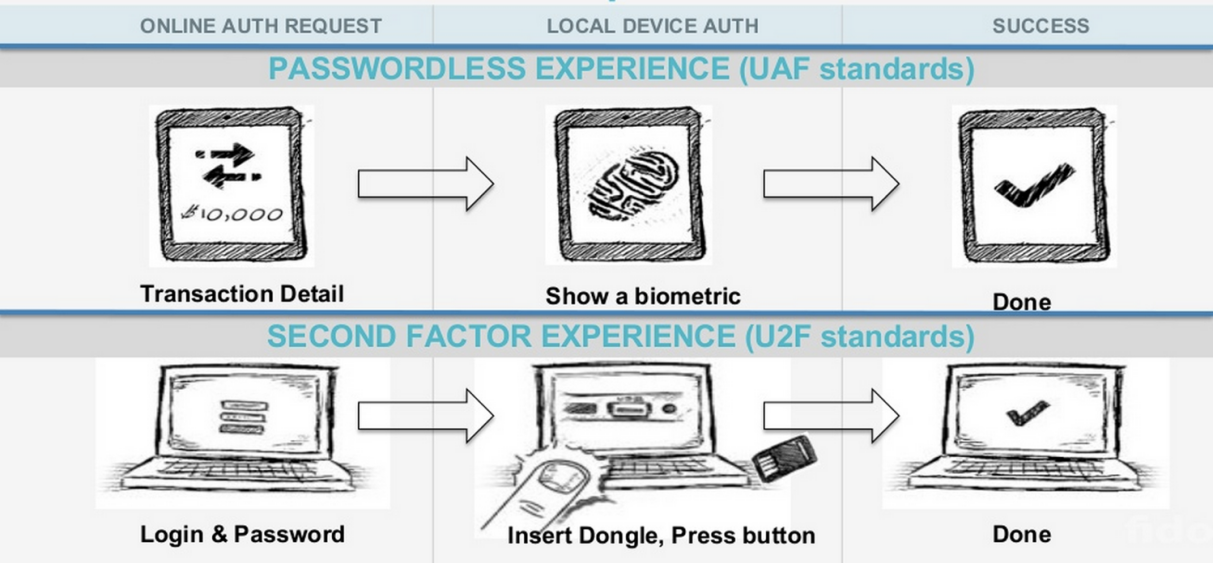 ONLINE AUTH REQUEST LOCAL DEVICE AUTH SUCCESS
PASSWORDLESS EXPERIENCE (UAF standards)
$10,000
Transaction Detail Show a biometric Done
SECOND FACTOR EXPERIENCE (U2F standards)
Login & Password Insert Dongle, Press button Done
fido